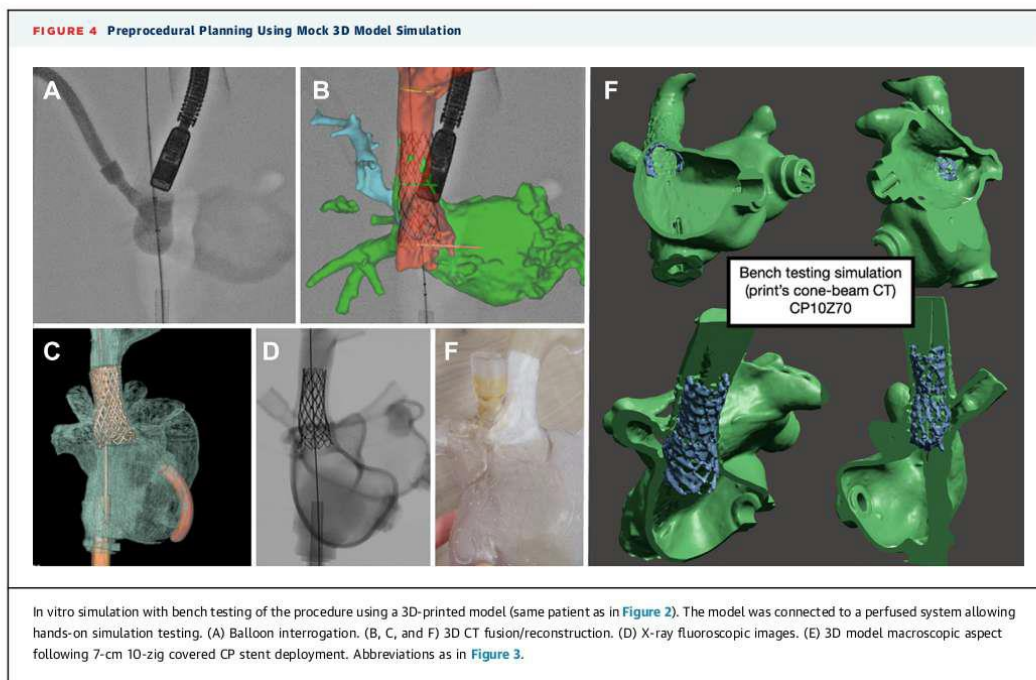 FIGURE 4 Preprocedural Planning Using Mock 3D Model Simulation
A
B
F
Bench testing simulation
(print's cone-beam CT)
CP10Z70
C
D
F
In vitro simulation with bench testing of the procedure using a 3D-printed model (same patient as in Figure 2). The model was connected to a perfused system allowing
hands-on simulation testing. (A) Balloon interrogation. (B, C, and F) 3D CT fusion/reconstruction. (D) X-ray fluoroscopic images. (E) 3D model macroscopic aspect
following 7-cm 10-zig covered CP stent deployment. Abbreviations as in Figure 3.